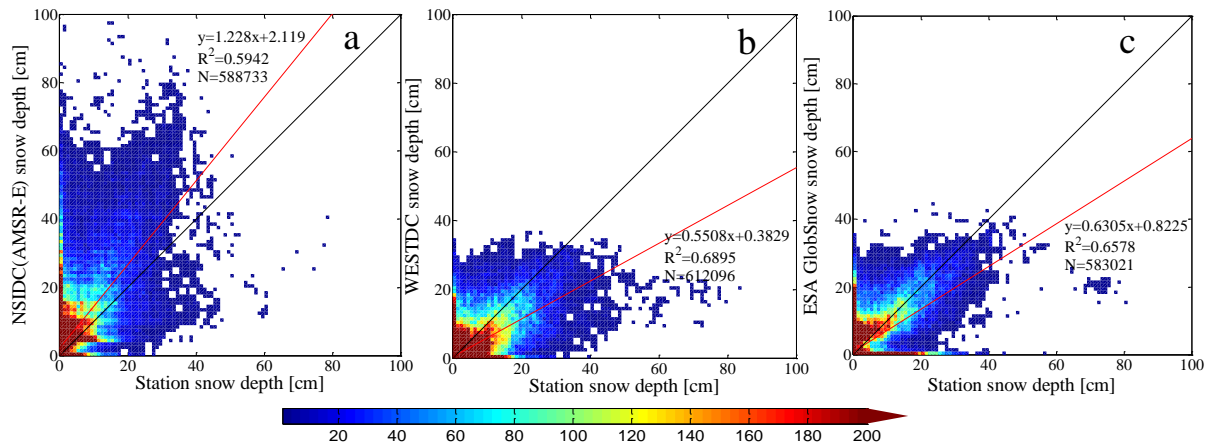 a
y=1.228x+2.119
R²=0.5942
N=588733
NSIDC(AMSR-E) snow depth [cm]
100
80
60
40
20
0
0 20 40 60 80 100
Station snow depth [cm]
b
y=0.5508x+0.3829
R²=0.6895
N=612096
WESTDC snow depth [cm]
100
80
60
40
20
0
0 20 40 60 80 100
Station snow depth [cm]
c
y=0.6305x+0.8225
R²=0.6578
N=583021
ESA GlobSnow snow depth [cm]
100
80
60
40
20
0
0 20 40 60 80 100
Station snow depth [cm]
20 40 60 80 100 120 140 160 180 200